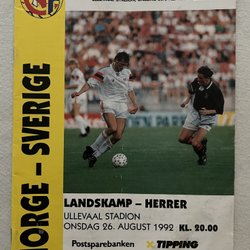 NORGE – SVERIGE
LANDSKAMP – HERRER
ULLEVAAL STADION
ONSDAG 26. AUGUST 1992 KL. 20.00
Postsparebanken
TIPPING